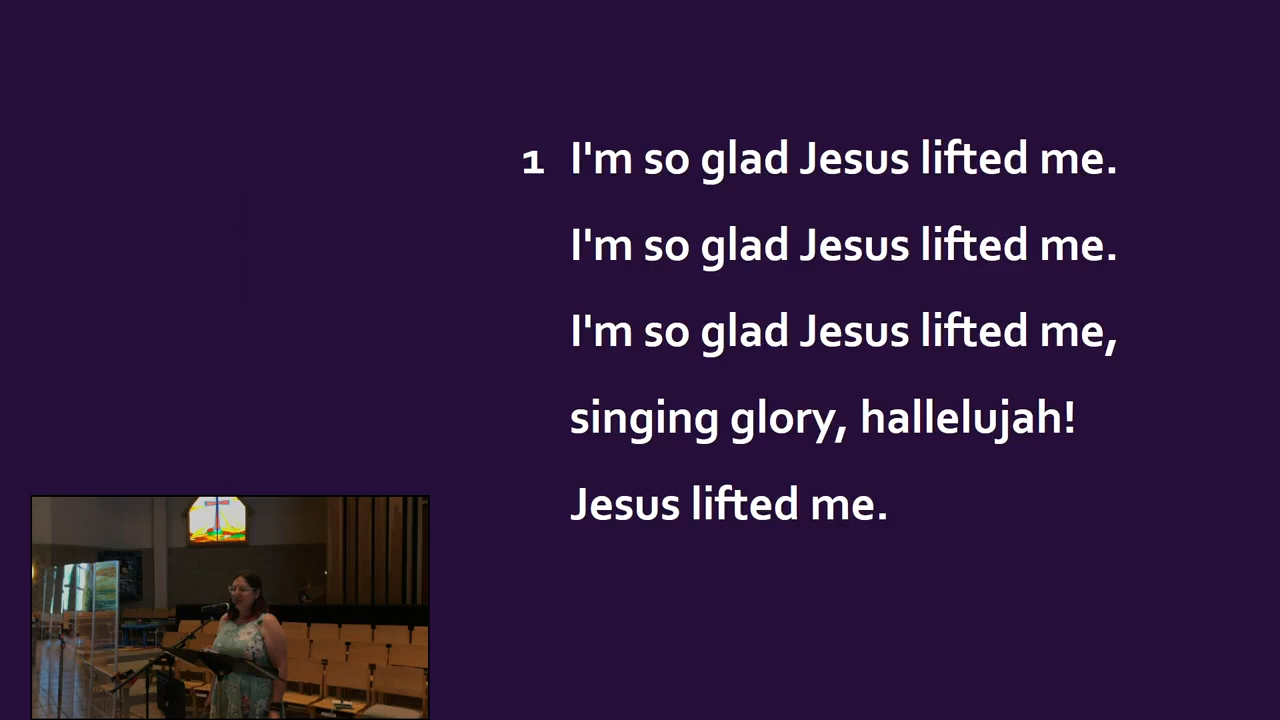 1 I'm so glad Jesus lifted me.
I'm so glad Jesus lifted me.
I'm so glad Jesus lifted me,
singing glory, hallelujah!
Jesus lifted me.